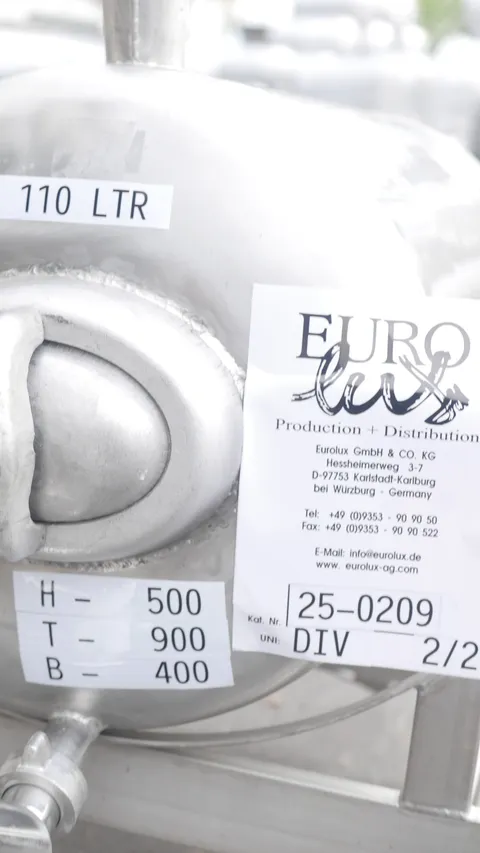 110 LTR
EURO
lux
Production + Distribution
Eurolux GmbH & CO. KG
Hessheimerweg 3-7
D-97753 Karlstadt-Karlburg
bei Würzburg - Germany
Tel: +49 (0)9353 - 90 90 50
Fax: +49 (0)9353 - 90 90 522
E-Mail: info@eurolux.de
www. eurolux-ag.com
Kat. Nr. 25-0209
UNI: DIV 2/2
H - 500
T - 900
B - 400